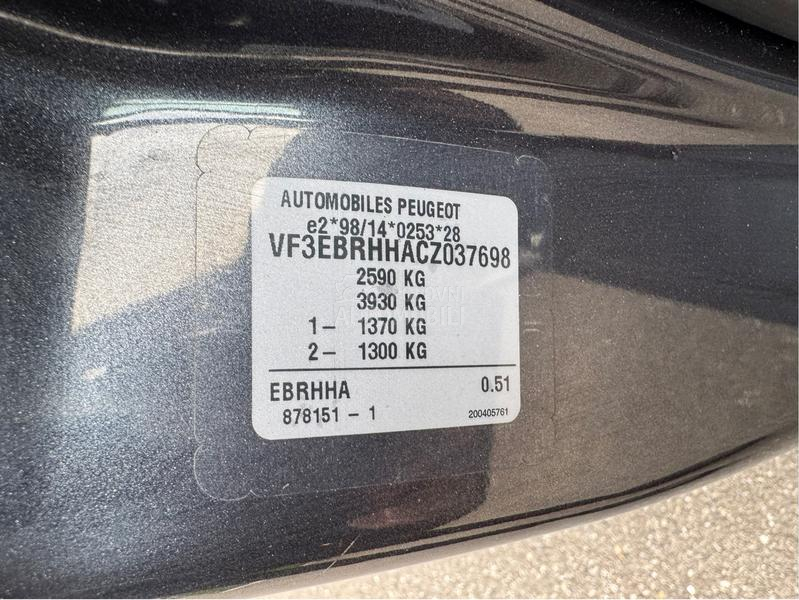 AUTOMOBILES PEUGEOT
e2*98/14*0253*28
VF3EBRHHACZ037698
2590 KG
3930 KG
1– 1370 KG
2– 1300 KG
EBRHHA 0.51
878151 – 1 200405761